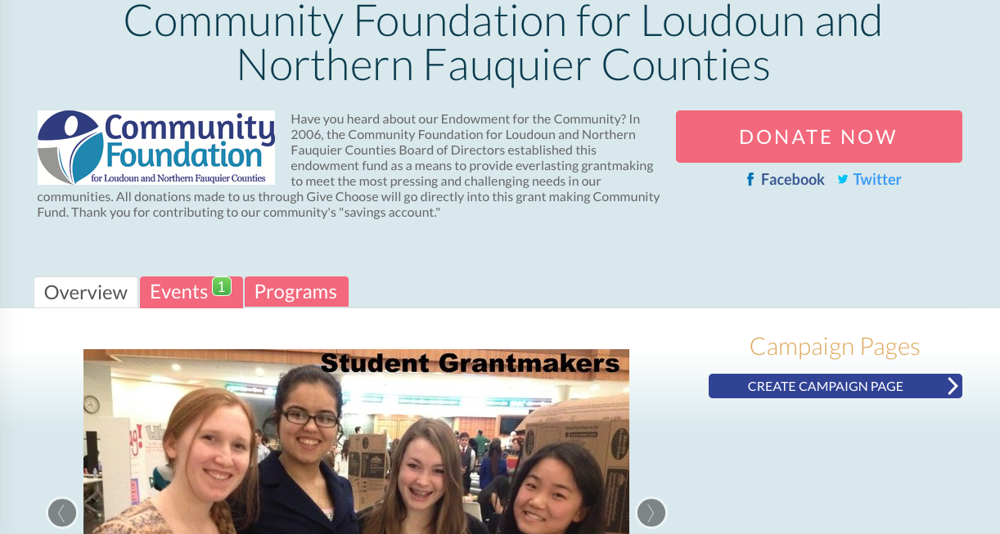 Community Foundation for Loudoun and
Northern Fauquier Counties
Community
Foundation
for Loudoun and Northern Fauquier Counties
Have you heard about our Endowment for the Community? In
2006, the Community Foundation for Loudoun and Northern
Fauquier Counties Board of Directors established this
endowment fund as a means to provide everlasting grantmaking
to meet the most pressing and challenging needs in our
communities. All donations made to us through Give Choose will go directly into this grant making Community
Fund. Thank you for contributing to our community's "savings account."
DONATE NOW
Facebook Twitter
Overview Events 1 Programs
Campaign Pages
CREATE CAMPAIGN PAGE
Student Grantmakers